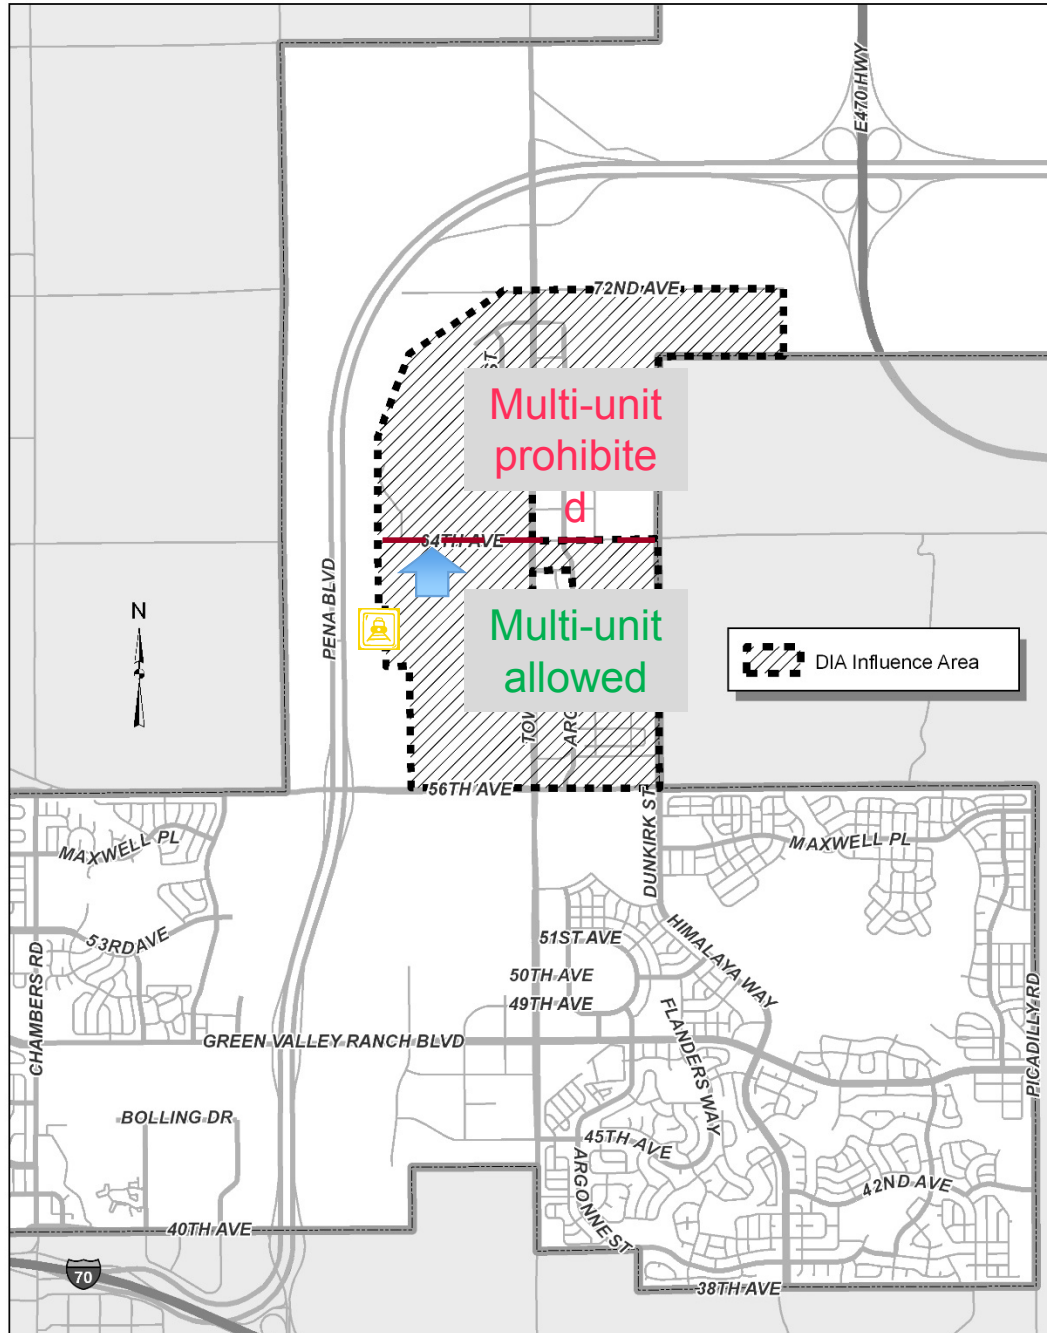 E470 HWY
72ND AVE
ST
Multi-unit
prohibite
d
64TH AVE
PENA BLVD
N
Multi-unit
allowed
DIA Influence Area
56TH AVE
DUNKIRK ST
MAXWELL PL
MAXWELL PL
53RD AVE
51ST AVE
HIMALAYA WAY
50TH AVE
49TH AVE
CHAMBERS RD
GREEN VALLEY RANCH BLVD
FLANDERS WAY
PICADILLY RD
BOLLING DR
45TH AVE
ARGONNE ST
42ND AVE
40TH AVE
70
38TH AVE